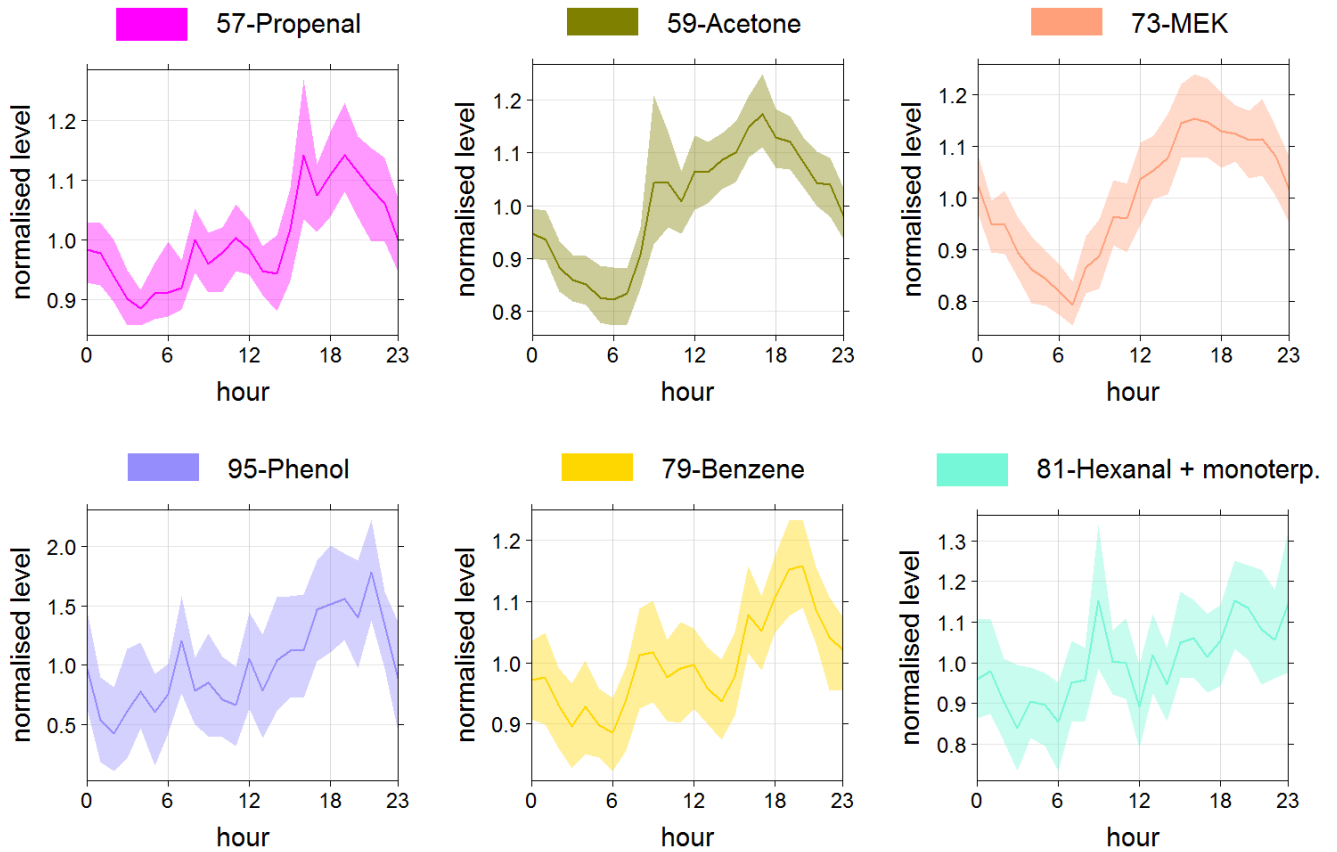 57-Propenal
normalised level
1.2
1.1
1.0
0.9
0 6 12 18 23
hour
59-Acetone
normalised level
1.2
1.1
1.0
0.9
0.8
0 6 12 18 23
hour
73-MEK
normalised level
1.2
1.1
1.0
0.9
0.8
0 6 12 18 23
hour
95-Phenol
normalised level
2.0
1.5
1.0
0.5
0 6 12 18 23
hour
79-Benzene
normalised level
1.2
1.1
1.0
0.9
0 6 12 18 23
hour
81-Hexanal + monoterp.
normalised level
1.3
1.2
1.1
1.0
0.9
0.8
0 6 12 18 23
hour